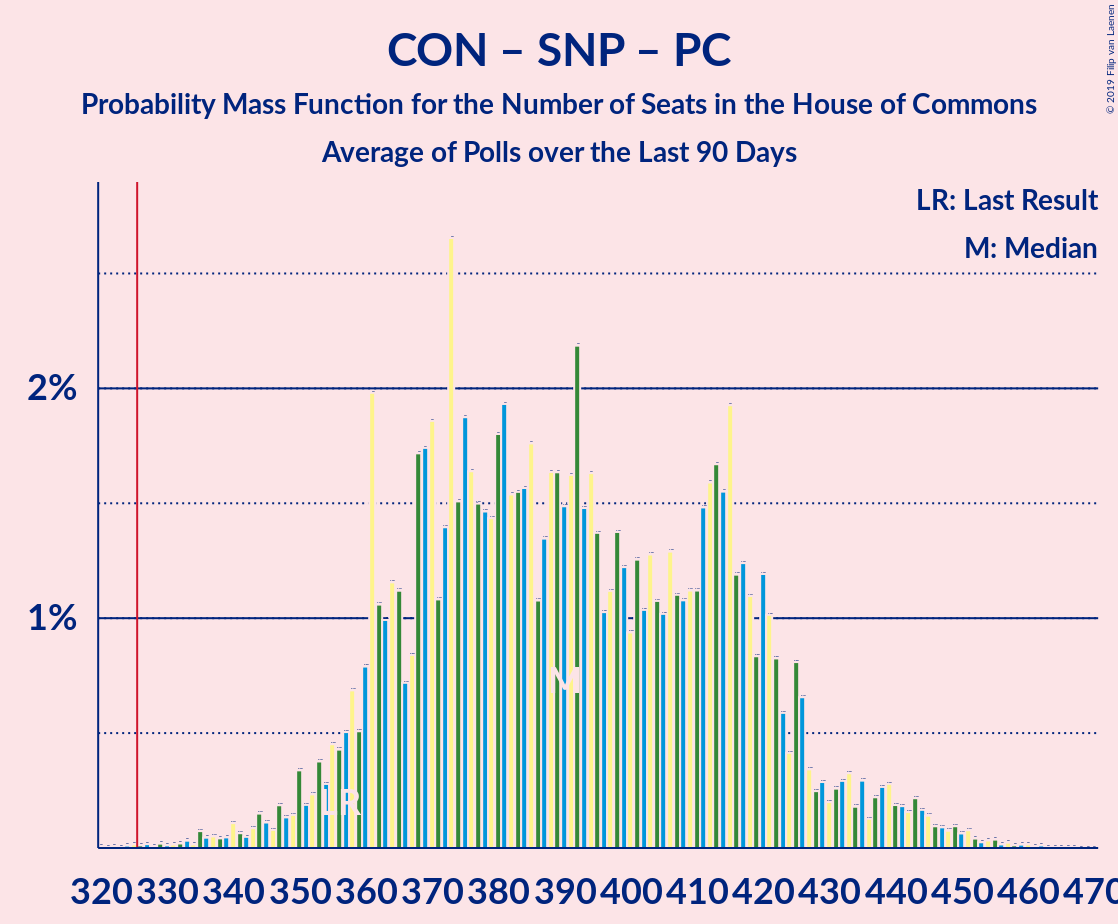 CON – SNP – PC
Probability Mass Function for the Number of Seats in the House of Commons
Average of Polls over the Last 90 Days
© 2019 Filip van Laenen
LR: Last Result
M: Median
2%
1%
M
LR
320 330 340 350 360 370 380 390 400 410 420 430 440 450 460 470